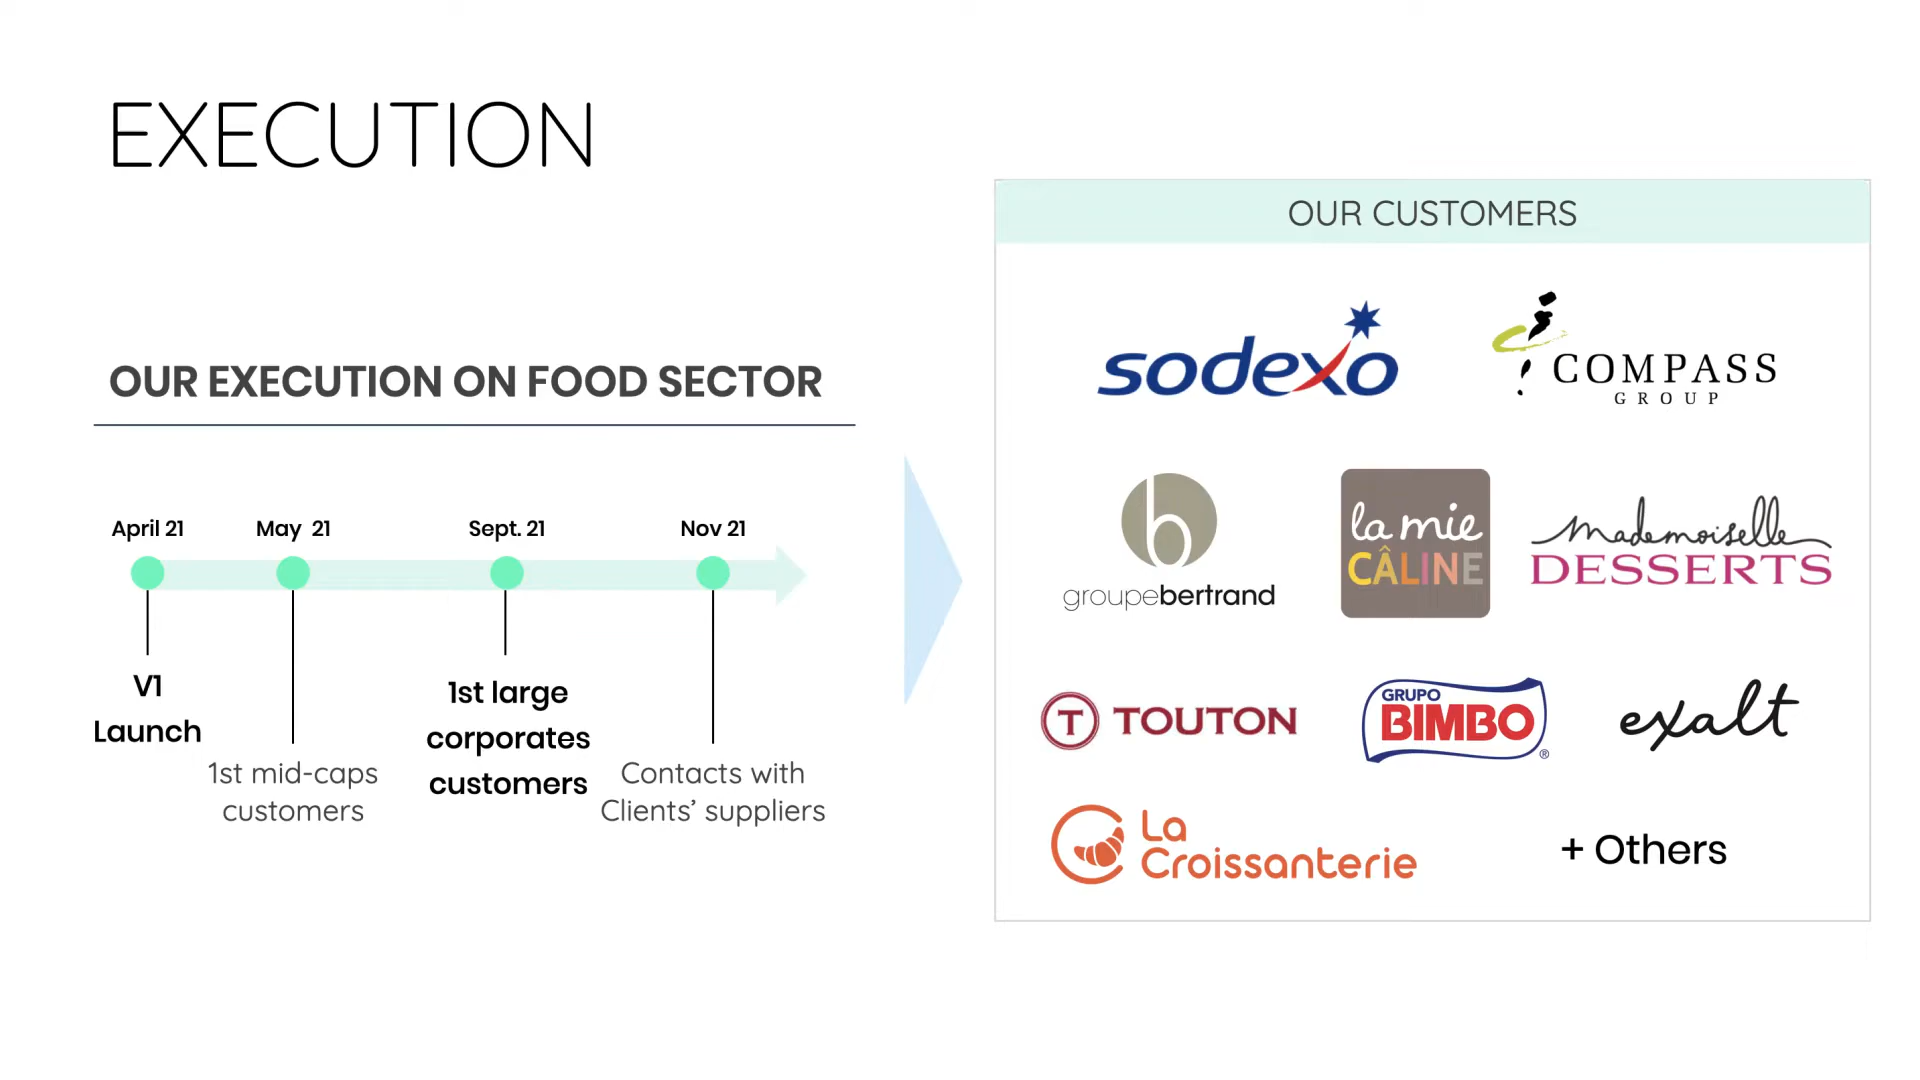 EXECUTION
OUR EXECUTION ON FOOD SECTOR
April 21
May 21
Sept. 21
Nov 21
V1
Launch
1st mid-caps
customers
1st large
corporates
customers
Contacts with
Clients’ suppliers
OUR CUSTOMERS
sodexo
COMPASS
GROUP
b
groupebertrand
la mie
CÂLINE
Mademoiselle
DESSERTS
T TOUTON
GRUPO
BIMBO
®
exalt
La
Croissanterie
+ Others